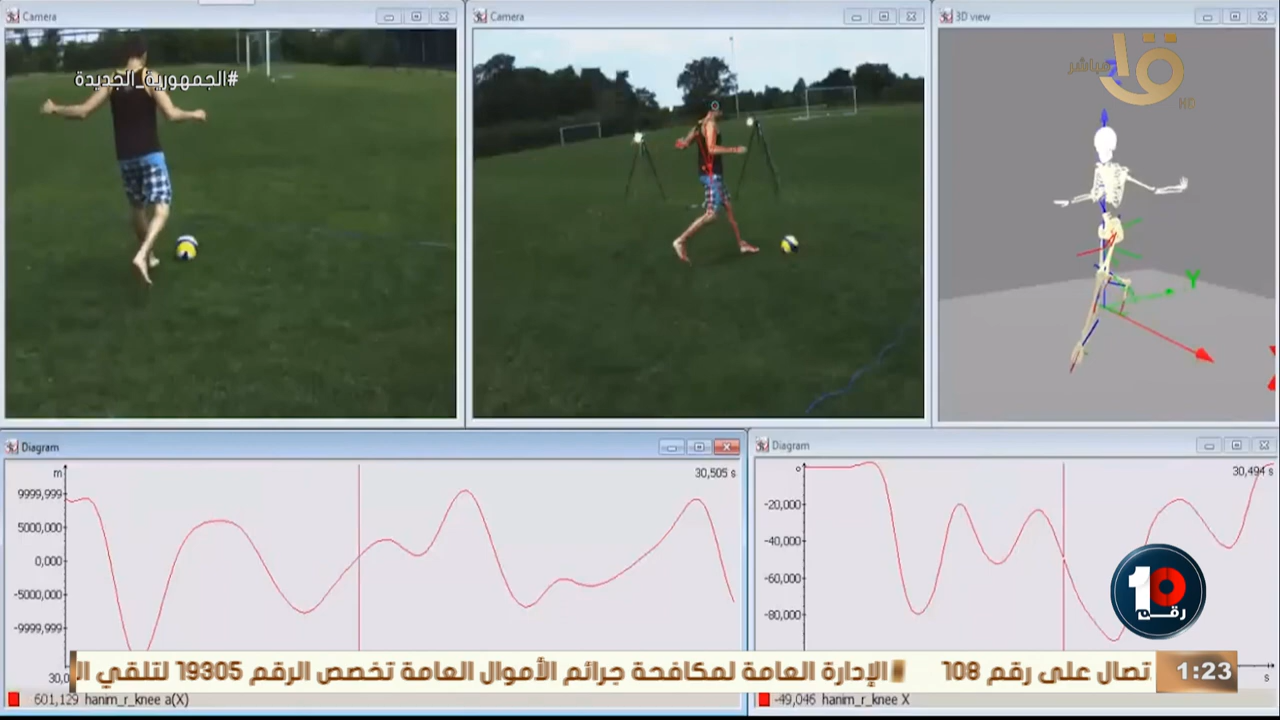 Camera
Camera
3D view
#الجمهورية_الجديدة
مباشر
HD
Y
X
Diagram
m
30,505 s
9999,999
5000,000
0,000
-5000,000
-9999,999
601,129 hanim_r_knee a(X)
Diagram
30,494 s
-20,000
-40,000
-60,000
-80,000
s
-49,046 hanim_r_knee X
رقم 10
تصال على رقم 108 الإدارة العامة لمكافحة جرائم الأموال العامة تخصص الرقم 19305 لتلقي
1:23